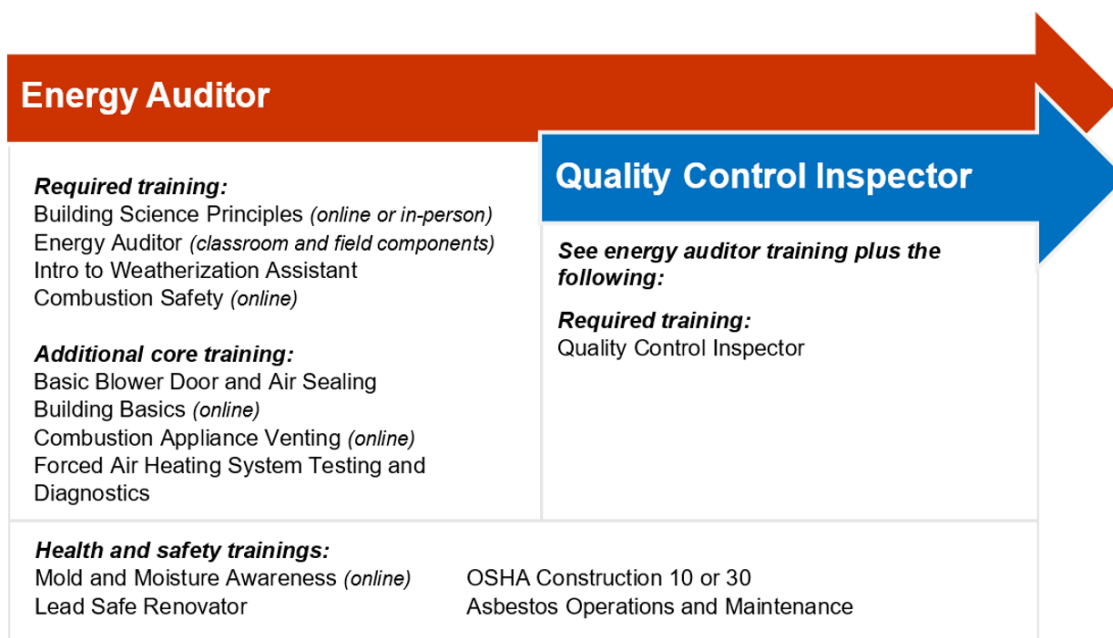 Energy Auditor
Required training:
Building Science Principles (online or in-person)
Energy Auditor (classroom and field components)
Intro to Weatherization Assistant
Combustion Safety (online)
Additional core training:
Basic Blower Door and Air Sealing
Building Basics (online)
Combustion Appliance Venting (online)
Forced Air Heating System Testing and
Diagnostics
Quality Control Inspector
See energy auditor training plus the
following:
Required training:
Quality Control Inspector
Health and safety trainings:
Mold and Moisture Awareness (online)
Lead Safe Renovator
OSHA Construction 10 or 30
Asbestos Operations and Maintenance